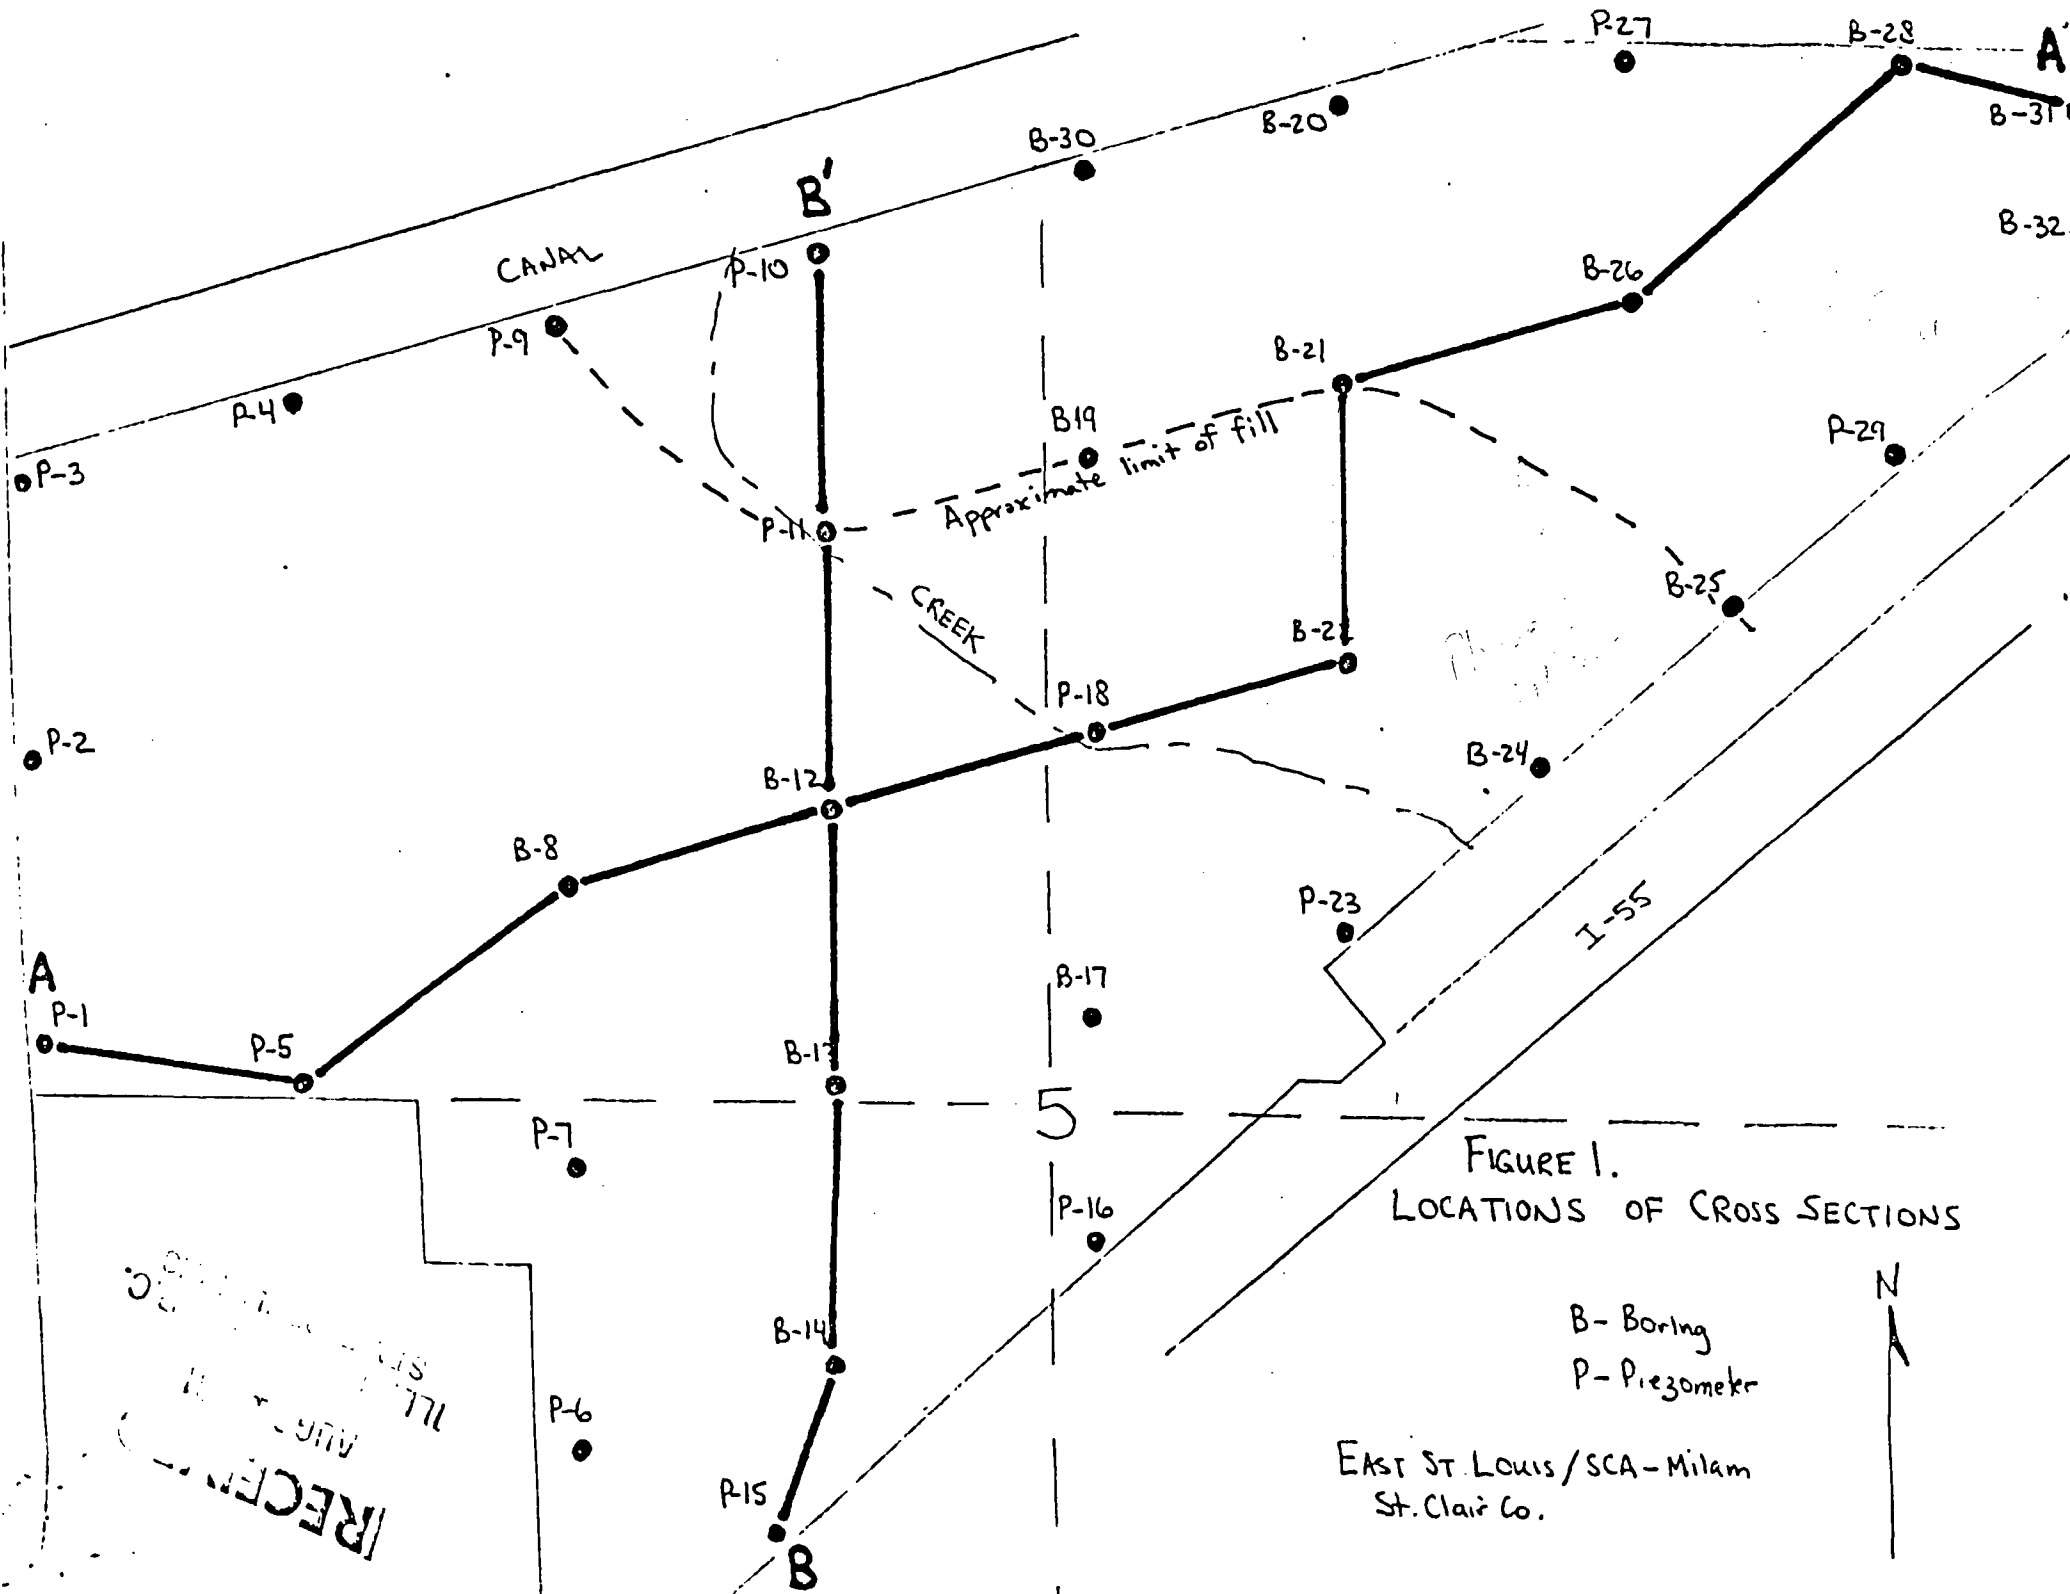 P-27
B-28
A'
B-31
B-20
B-30
B'
B-32
CANAL
P-10
B-26
P-9
B-21
P-4
B19
Approximate limit of fill
P-29
P-3
P-11
CREEK
B-25
B-2
P-18
P-2
B-12
B-24
B-8
P-23
I-55
A
B-17
P-1
P-5
B-13
5
P-7
FIGURE 1.
LOCATIONS OF CROSS SECTIONS
P-16
N
B- Boring
P- Piezometer
B-14
P-6
EAST ST. LOUIS/SCA-Milam
St. Clair Co.
P-15
B